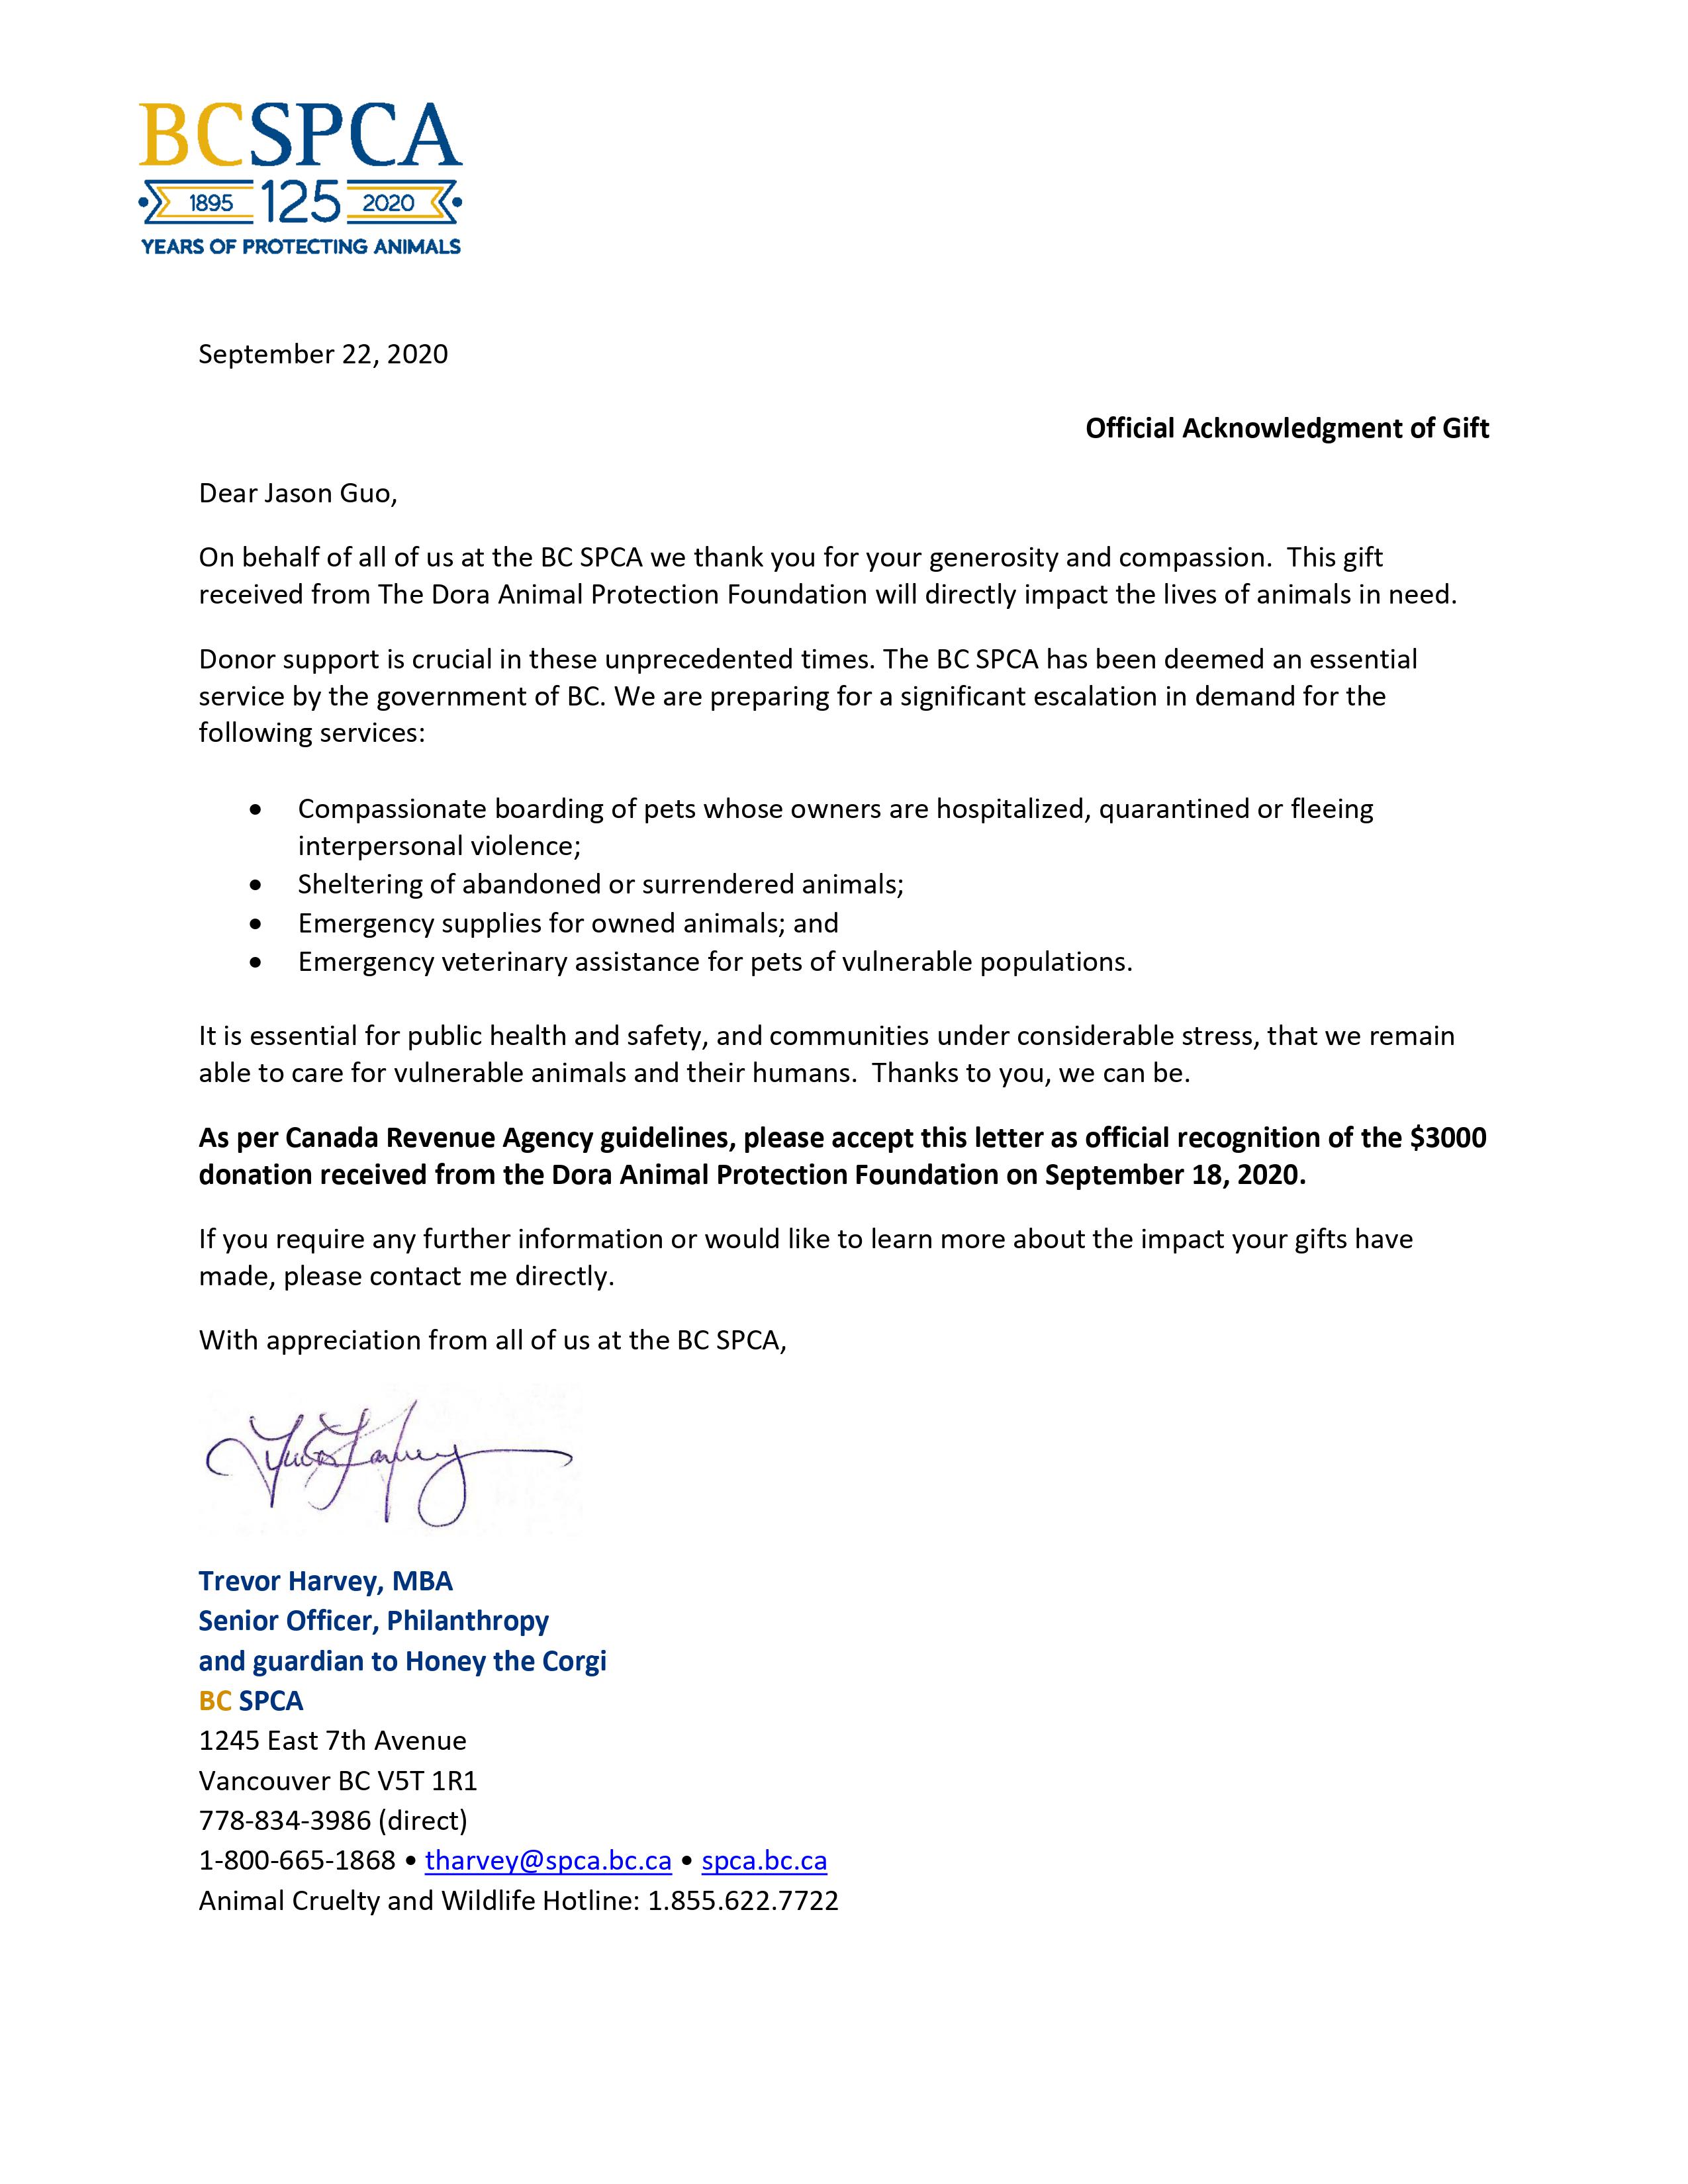 BCSPCA
1895 125 2020
YEARS OF PROTECTING ANIMALS
September 22, 2020
Official Acknowledgment of Gift
Dear Jason Guo,
On behalf of all of us at the BC SPCA we thank you for your generosity and compassion.  This gift
received from The Dora Animal Protection Foundation will directly impact the lives of animals in need.
Donor support is crucial in these unprecedented times. The BC SPCA has been deemed an essential
service by the government of BC. We are preparing for a significant escalation in demand for the
following services:
• Compassionate boarding of pets whose owners are hospitalized, quarantined or fleeing
interpersonal violence;
• Sheltering of abandoned or surrendered animals;
• Emergency supplies for owned animals; and
• Emergency veterinary assistance for pets of vulnerable populations.
It is essential for public health and safety, and communities under considerable stress, that we remain
able to care for vulnerable animals and their humans.  Thanks to you, we can be.
As per Canada Revenue Agency guidelines, please accept this letter as official recognition of the $3000
donation received from the Dora Animal Protection Foundation on September 18, 2020.
If you require any further information or would like to learn more about the impact your gifts have
made, please contact me directly.
With appreciation from all of us at the BC SPCA,
Trevor Harvey, MBA
Senior Officer, Philanthropy
and guardian to Honey the Corgi
BC SPCA
1245 East 7th Avenue
Vancouver BC V5T 1R1
778-834-3986 (direct)
1-800-665-1868 • tharvey@spca.bc.ca • spca.bc.ca
Animal Cruelty and Wildlife Hotline: 1.855.622.7722